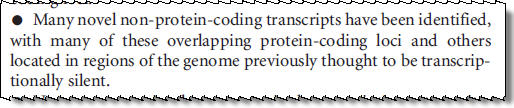 ● Many novel non-protein-coding transcripts have been identified,
with many of these overlapping protein-coding loci and others
located in regions of the genome previously thought to be transcrip-
tionally silent.